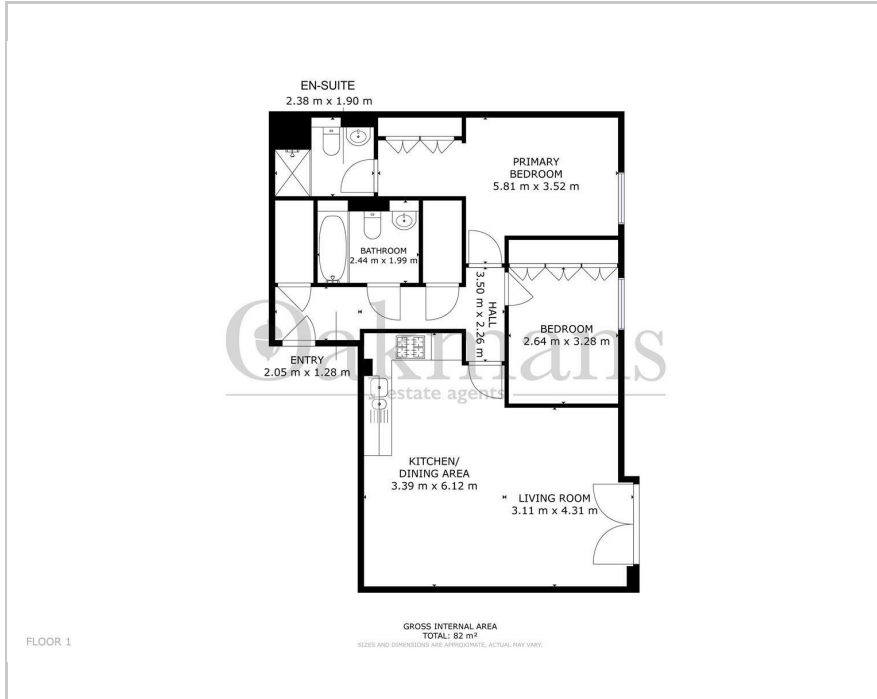 EN-SUITE
2.38 m x 1.90 m
PRIMARY
BEDROOM
5.81 m x 3.52 m
BATHROOM
2.44 m x 1.99 m
HALL
3.50 m x 2.26 m
BEDROOM
2.64 m x 3.28 m
Oakmans
estate agents
ENTRY
2.05 m x 1.28 m
KITCHEN/
DINING AREA
3.39 m x 6.12 m
LIVING ROOM
3.11 m x 4.31 m
GROSS INTERNAL AREA
TOTAL: 82 m²
SIZES AND DIMENSIONS ARE APPROXIMATE, ACTUAL MAY VARY.
FLOOR 1